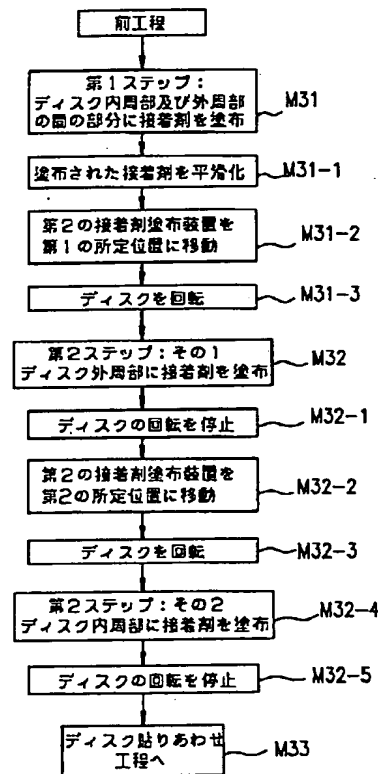 前工程
第1ステップ:
ディスク内周部及び外周部
の間の部分に接着剤を塗布
M31
塗布された接着剤を平滑化
M31-1
第2の接着剤塗布装置を
第1の所定位置に移動
M31-2
ディスクを回転
M31-3
第2ステップ:その1
ディスク外周部に接着剤を塗布
M32
ディスクの回転を停止
M32-1
第2の接着剤塗布装置を
第2の所定位置に移動
M32-2
ディスクを回転
M32-3
第2ステップ:その2
ディスク内周部に接着剤を塗布
M32-4
ディスクの回転を停止
M32-5
ディスク貼りあわせ
工程へ
M33